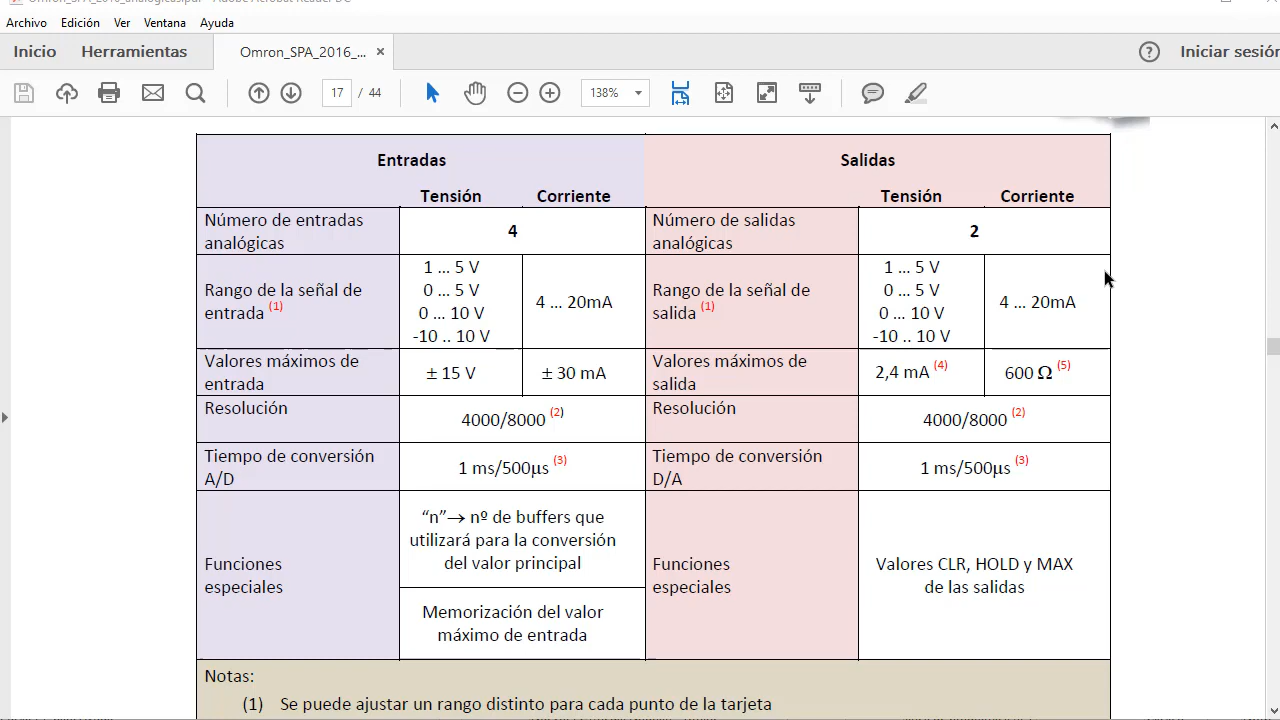 Archivo Edición Ver Ventana Ayuda
Inicio Herramientas Omron_SPA_2016_... × ? Iniciar sesión
17 / 44 138%
Entradas Salidas
Tensión Corriente Tensión Corriente
Número de entradas analógicas 4 Número de salidas analógicas 2
Rango de la señal de entrada (1)
1 ... 5 V
0 ... 5 V
0 ... 10 V
-10 .. 10 V
4 ... 20mA
Rango de la señal de salida (1)
1 ... 5 V
0 ... 5 V
0 ... 10 V
-10 .. 10 V
4 ... 20mA
Valores máximos de entrada ± 15 V ± 30 mA Valores máximos de salida 2,4 mA (4) 600 Ω (5)
Resolución 4000/8000 (2) Resolución 4000/8000 (2)
Tiempo de conversión A/D 1 ms/500μs (3) Tiempo de conversión D/A 1 ms/500μs (3)
Funciones especiales
“n”→ nº de buffers que
utilizará para la conversión
del valor principal
Memorización del valor
máximo de entrada
Funciones especiales
Valores CLR, HOLD y MAX
de las salidas
Notas:
(1) Se puede ajustar un rango distinto para cada punto de la tarjeta